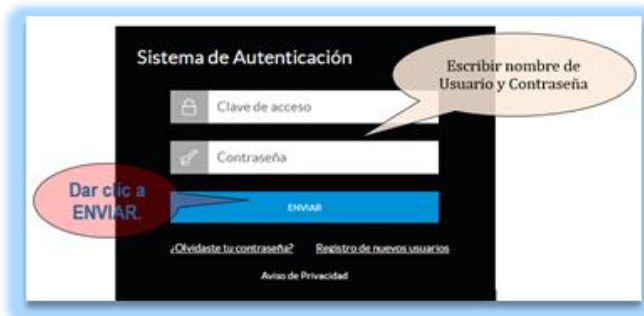 Sistema de Autenticación
Escribir nombre de
Usuario y Contraseña
Clave de acceso
Contraseña
Dar clic a
ENVIAR.
ENVIAR
¿Olvidaste tu contraseña? Registro de nuevos usuarios
Aviso de Privacidad